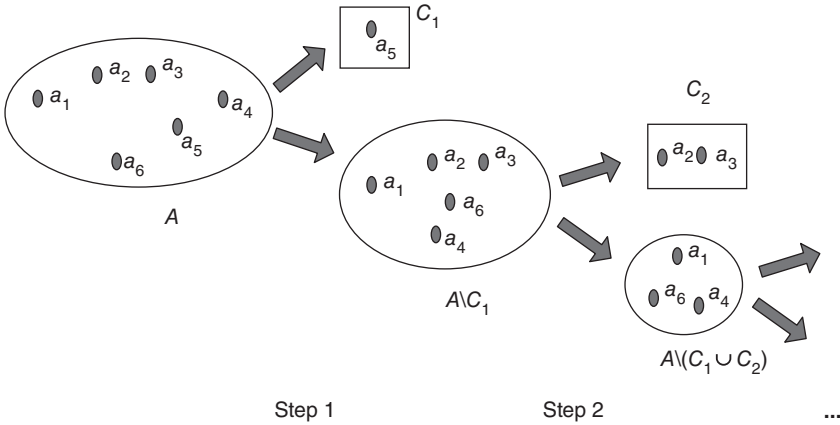 C₁
a₅
a₂ a₃
a₁ a₄
a₅
a₆
A
C₂
a₂ a₃
a₂ a₃
a₁
a₆
a₄
A\C₁
a₁
a₆ a₄
A\(C₁ ∪ C₂)
Step 1 Step 2 ...